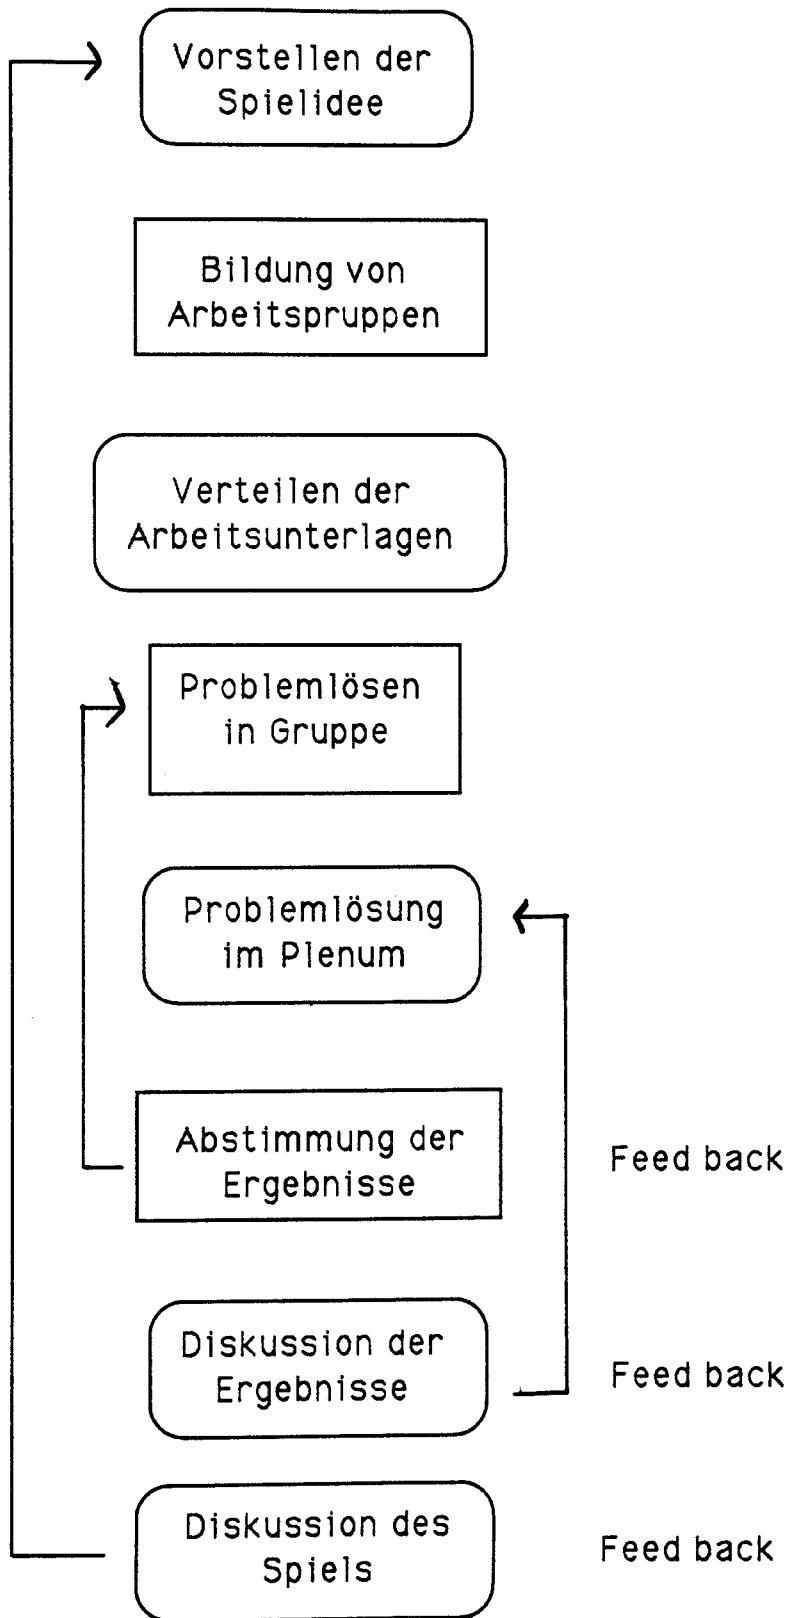 Vorstellen der
Spielidee
Bildung von
Arbeitspruppen
Verteilen der
Arbeitsunterlagen
Problemlösen
in Gruppe
Problemlösung
im Plenum
Abstimmung der
Ergebnisse
Feed back
Diskussion der
Ergebnisse
Feed back
Diskussion des
Spiels
Feed back